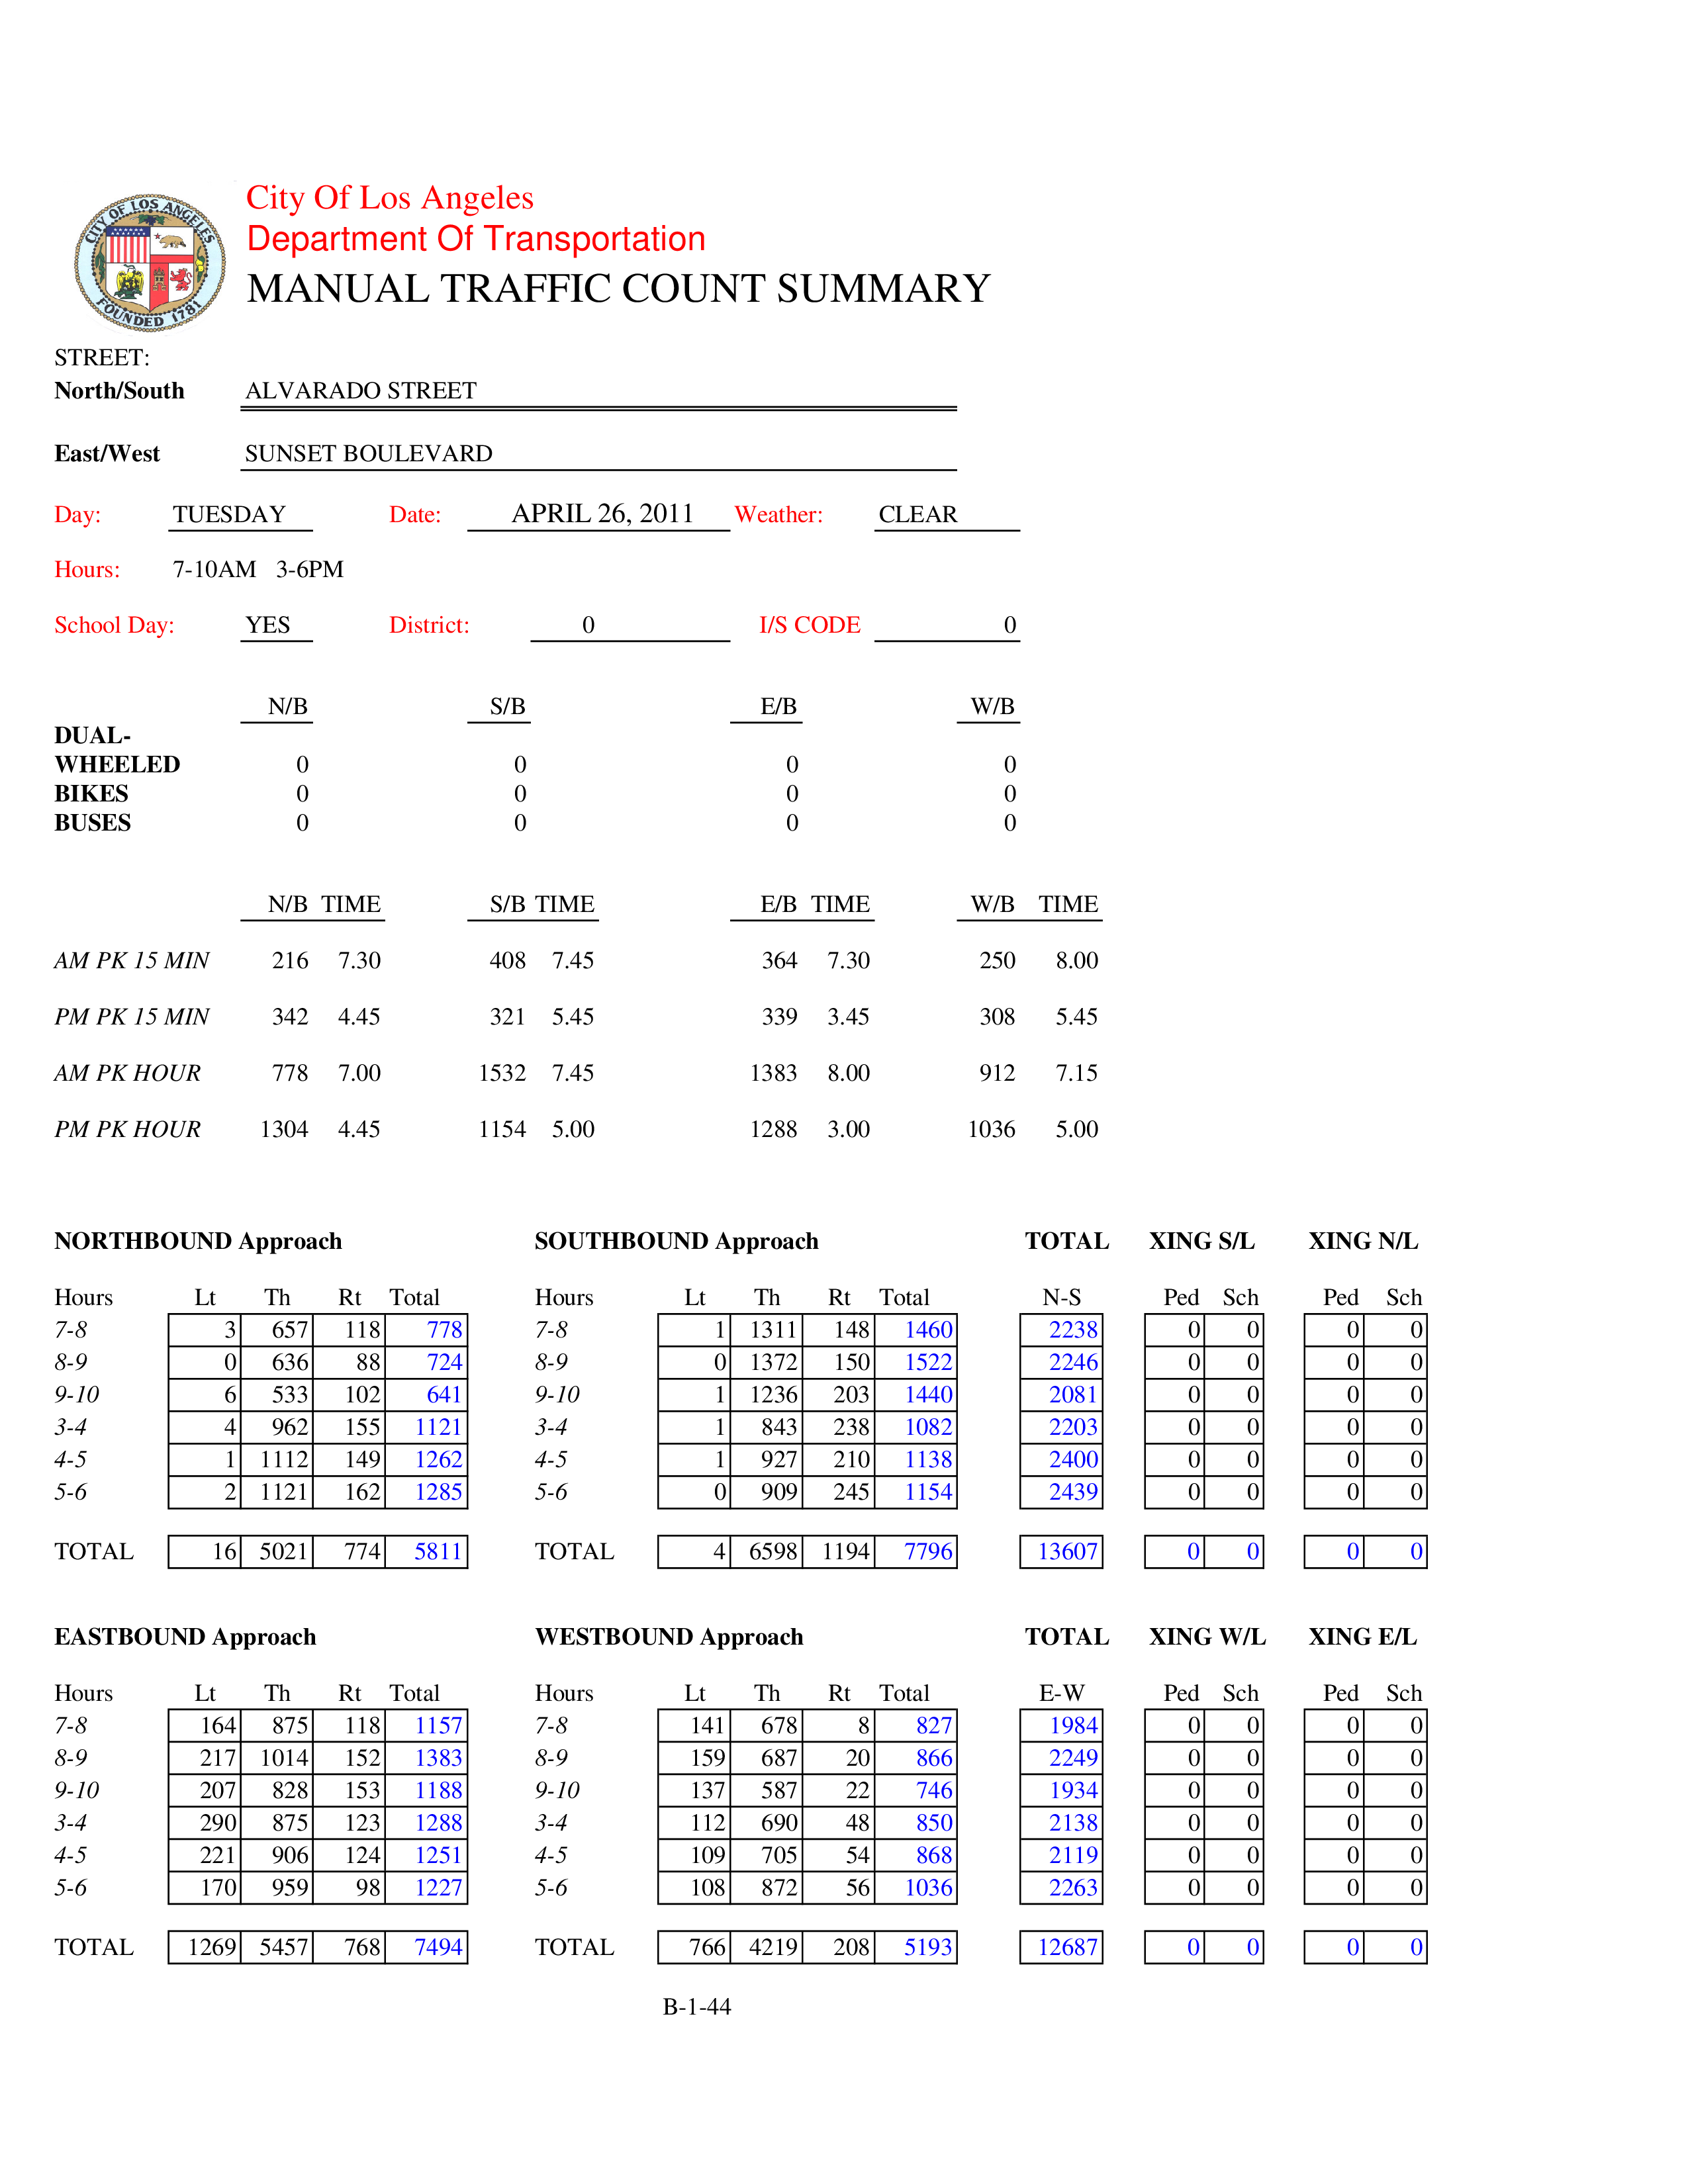 CITY OF LOS ANGELES
FOUNDED 1781
City Of Los Angeles
Department Of Transportation
MANUAL TRAFFIC COUNT SUMMARY
STREET:
North/South ALVARADO STREET
East/West SUNSET BOULEVARD
Day: TUESDAY Date: APRIL 26, 2011 Weather: CLEAR
Hours: 7-10AM 3-6PM
School Day: YES District: 0 I/S CODE 0
N/B S/B E/B W/B
DUAL-
WHEELED 0 0 0 0
BIKES 0 0 0 0
BUSES 0 0 0 0
N/B TIME S/B TIME E/B TIME W/B TIME
AM PK 15 MIN 216 7.30 408 7.45 364 7.30 250 8.00
PM PK 15 MIN 342 4.45 321 5.45 339 3.45 308 5.45
AM PK HOUR 778 7.00 1532 7.45 1383 8.00 912 7.15
PM PK HOUR 1304 4.45 1154 5.00 1288 3.00 1036 5.00
NORTHBOUND Approach SOUTHBOUND Approach TOTAL XING S/L XING N/L
Hours Lt Th Rt Total Hours Lt Th Rt Total N-S Ped Sch Ped Sch
7-8 3 657 118 778 7-8 1 1311 148 1460 2238 0 0 0 0
8-9 0 636 88 724 8-9 0 1372 150 1522 2246 0 0 0 0
9-10 6 533 102 641 9-10 1 1236 203 1440 2081 0 0 0 0
3-4 4 962 155 1121 3-4 1 843 238 1082 2203 0 0 0 0
4-5 1 1112 149 1262 4-5 1 927 210 1138 2400 0 0 0 0
5-6 2 1121 162 1285 5-6 0 909 245 1154 2439 0 0 0 0
TOTAL 16 5021 774 5811 TOTAL 4 6598 1194 7796 13607 0 0 0 0
EASTBOUND Approach WESTBOUND Approach TOTAL XING W/L XING E/L
Hours Lt Th Rt Total Hours Lt Th Rt Total E-W Ped Sch Ped Sch
7-8 164 875 118 1157 7-8 141 678 8 827 1984 0 0 0 0
8-9 217 1014 152 1383 8-9 159 687 20 866 2249 0 0 0 0
9-10 207 828 153 1188 9-10 137 587 22 746 1934 0 0 0 0
3-4 290 875 123 1288 3-4 112 690 48 850 2138 0 0 0 0
4-5 221 906 124 1251 4-5 109 705 54 868 2119 0 0 0 0
5-6 170 959 98 1227 5-6 108 872 56 1036 2263 0 0 0 0
TOTAL 1269 5457 768 7494 TOTAL 766 4219 208 5193 12687 0 0 0 0
B-1-44